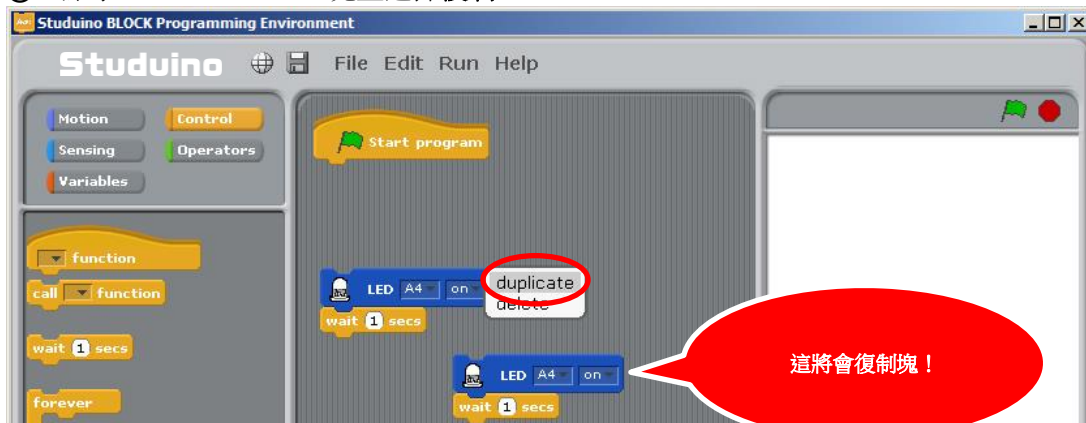 Studuino BLOCK Programming Environment
Studuino File Edit Run Help
Motion Control
Sensing Operators
Variables
function
call function
wait 1 secs
forever
Start program
LED A4 on
duplicate
delete
wait 1 secs
LED A4 on
wait 1 secs
這將會復制塊！